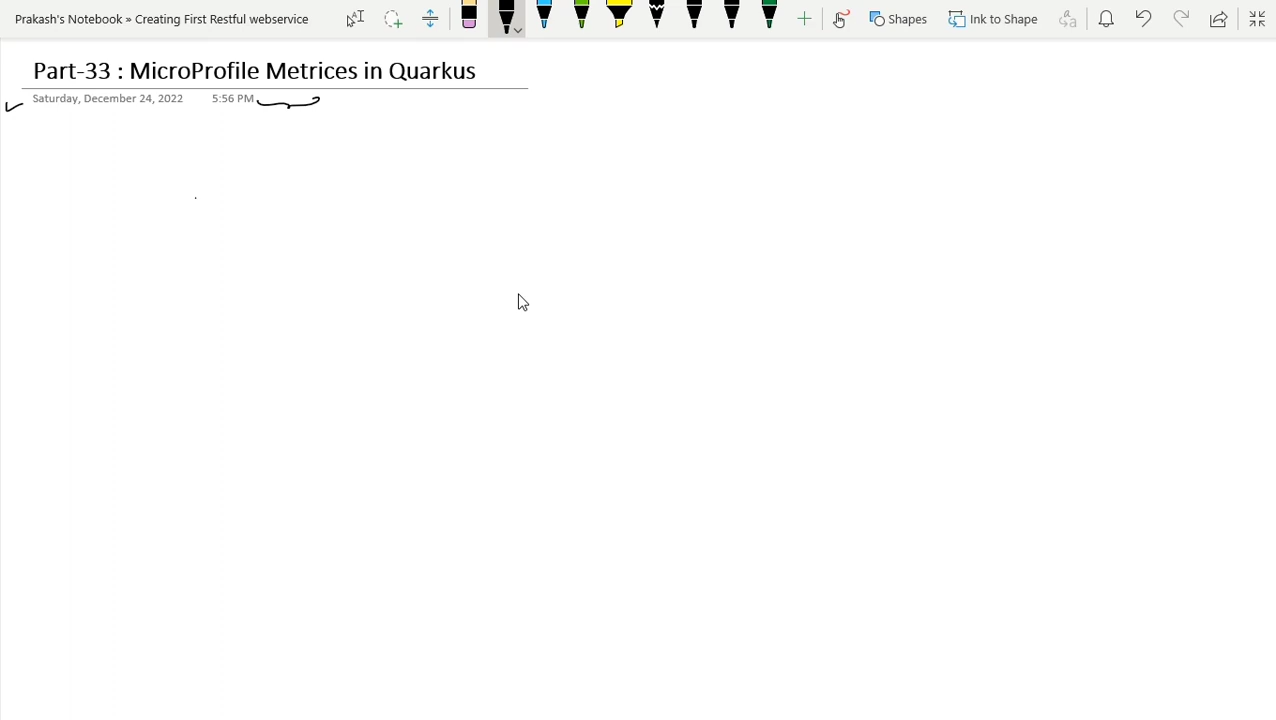 Prakash's Notebook » Creating First Restful webservice
Shapes
Ink to Shape
Part-33 : MicroProfile Metrices in Quarkus
Saturday, December 24, 2022 5:56 PM